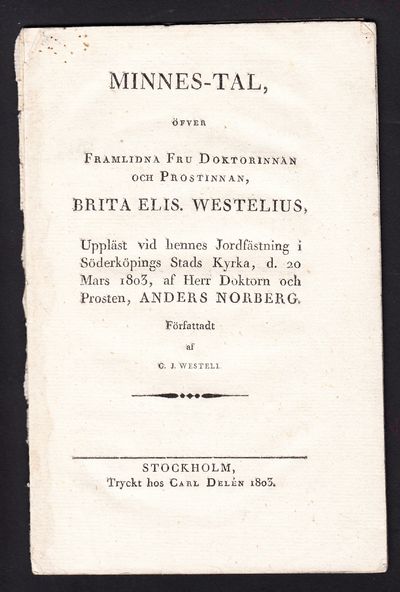 MINNES-TAL,
ÖFVER
FRAMLIDNA FRU DOKTORINNAN
OCH PROSTINNAN,
BRITA ELIS. WESTELIUS,
Uppläst vid hennes Jordfästning i
Söderköpings Stads Kyrka, d. 20
Mars 1803, af Herr Doktorn och
Prosten, ANDERS NORBERG.
Författadt
af
C. J. WESTELL
STOCKHOLM,
Tryckt hos CARL DELÉN 1803.